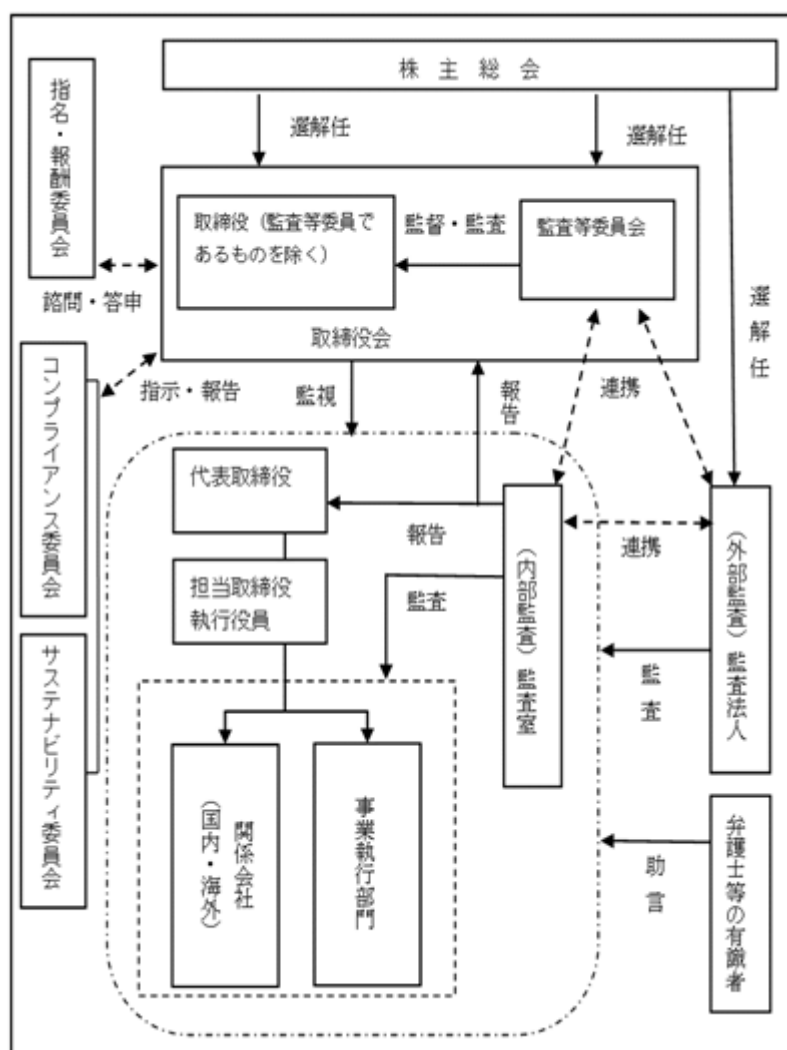 株主総会
指名・報酬委員会
選解任
選解任
取締役（監査等委員で
あるものを除く）
監督・監査
監査等委員会
選解任
諮問・答申
取締役会
コンプライアンス委員会
指示・報告
監視
報告
連携
代表取締役
報告
（内部監査）監査室
連携
（外部監査）監査法人
担当取締役
執行役員
監査
監査
サステナビリティ委員会
関係会社
（国内・海外）
事業執行部門
助言
弁護士等の有識者